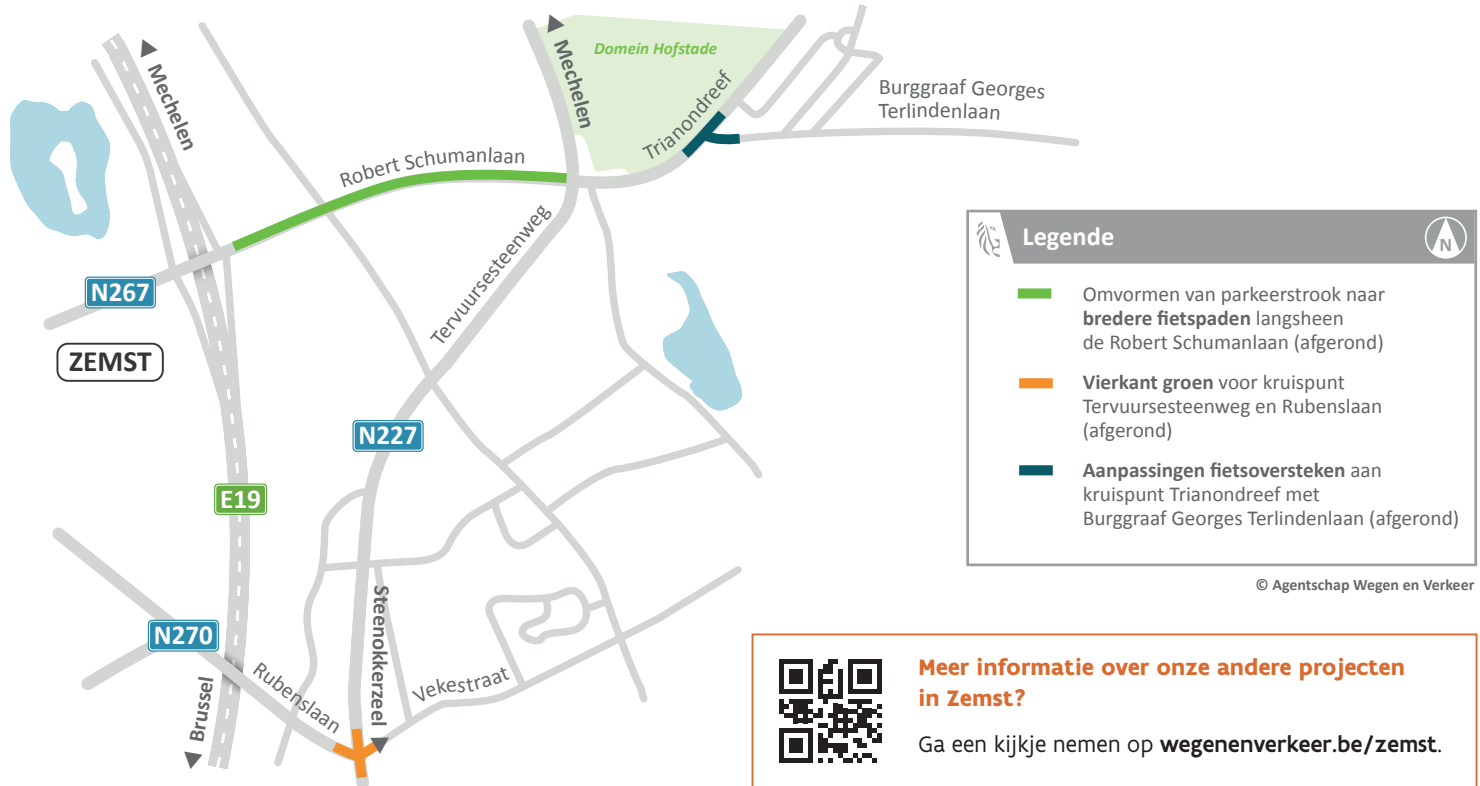 Mechelen
Mechelen
Domein Hofstade
Trianondreef
Burggraaf Georges
Terlindenlaan
Robert Schumanlaan
Tervuursesteenweg
N267
ZEMST
N227
E19
N270
Brussel
Rubenslaan
Steenokkerzeel
Vekestraat
Legende
N
Omvormen van parkeerstrook naar
bredere fietspaden langsheen
de Robert Schumanlaan (afgerond)
Vierkant groen voor kruispunt
Tervuursesteenweg en Rubenslaan
(afgerond)
Aanpassingen fietsoversteken aan
kruispunt Trianondreef met
Burggraaf Georges Terlindenlaan (afgerond)
© Agentschap Wegen en Verkeer
Meer informatie over onze andere projecten
in Zemst?
Ga een kijkje nemen op wegenenverkeer.be/zemst.